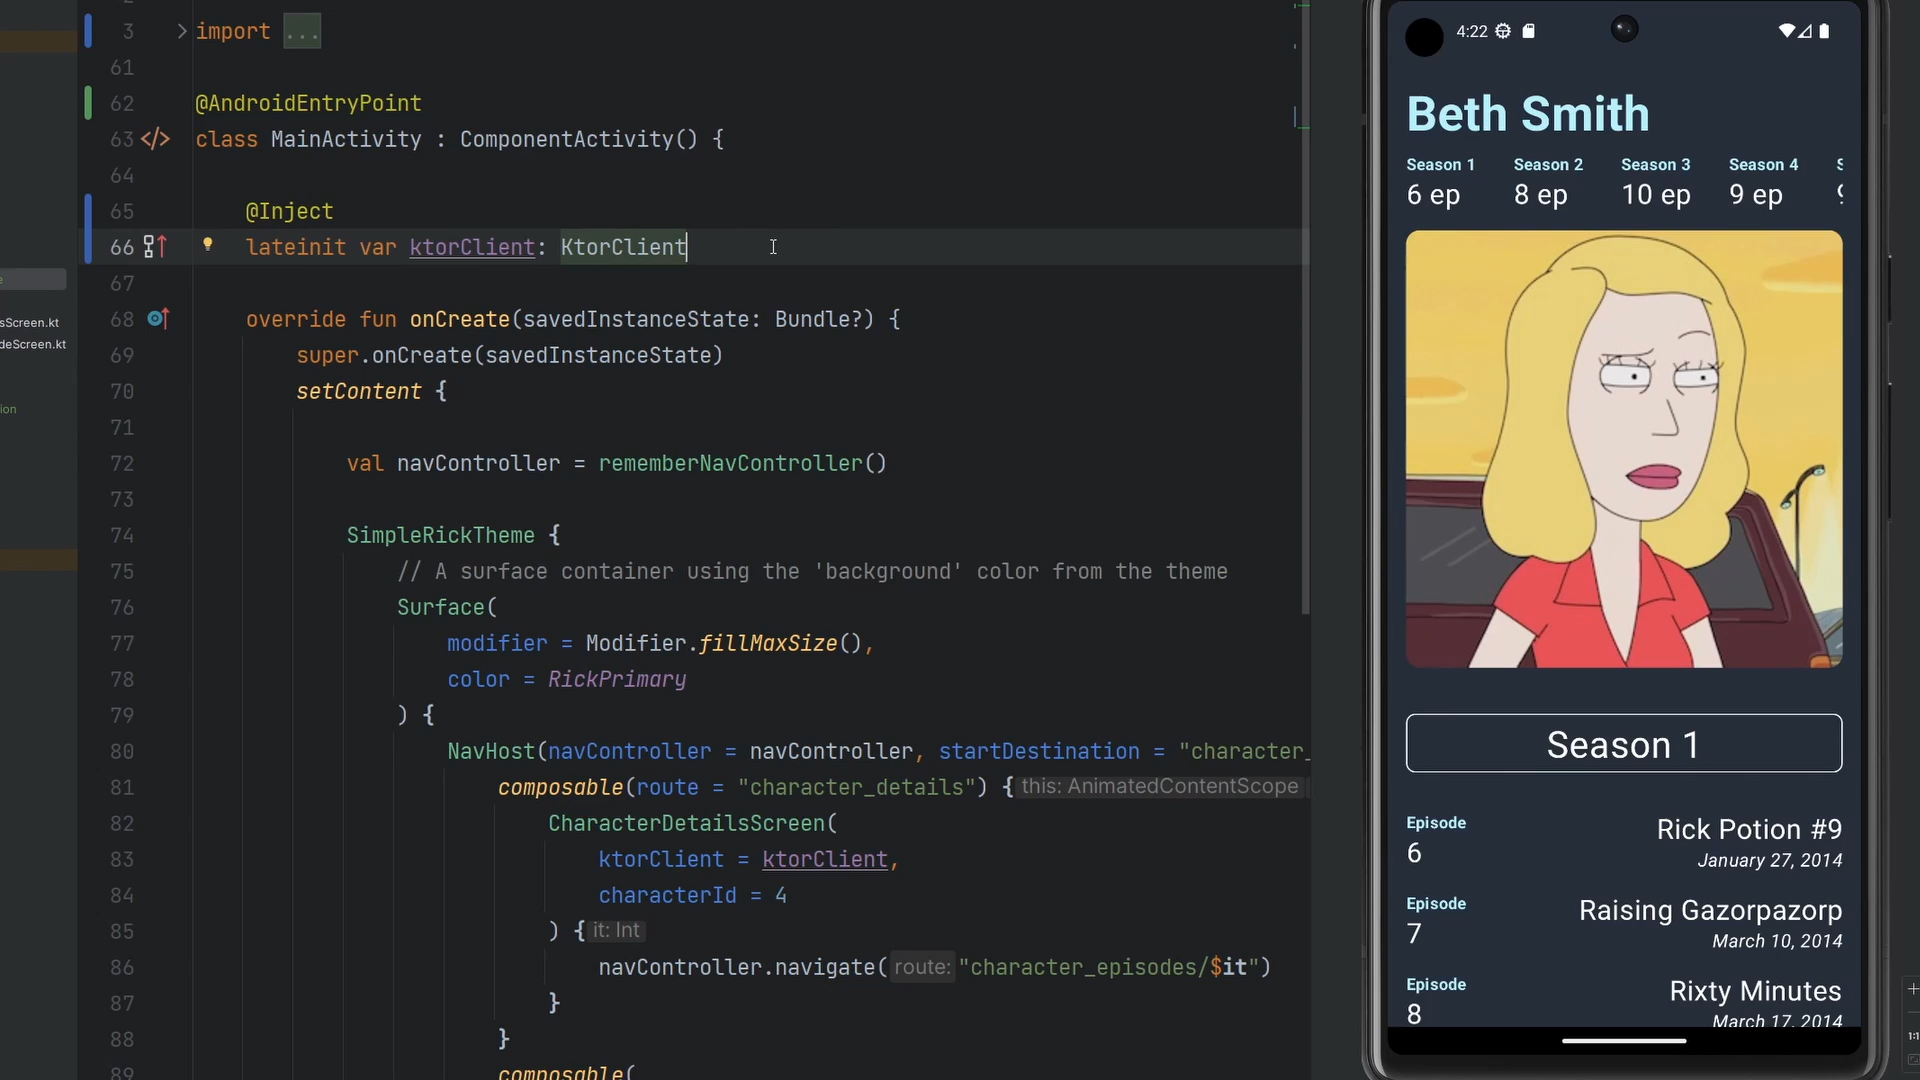 3 import ...
61
62 @AndroidEntryPoint
63 </> class MainActivity : ComponentActivity() {
64
65 @Inject
66 lateinit var ktorClient: KtorClient
67
68 override fun onCreate(savedInstanceState: Bundle?) {
69 super.onCreate(savedInstanceState)
70 setContent {
71
72 val navController = rememberNavController()
73
74 SimpleRickTheme {
75 // A surface container using the 'background' color from the theme
76 Surface(
77 modifier = Modifier.fillMaxSize(),
78 color = RickPrimary
79 ) {
80 NavHost(navController = navController, startDestination = "character_
81 composable(route = "character_details") { this: AnimatedContentScope
82 CharacterDetailsScreen(
83 ktorClient = ktorClient,
84 characterId = 4
85 ) { it: Int
86 navController.navigate( route: "character_episodes/$it")
87 }
88 }
89 composable(
e
sScreen.kt
deScreen.kt
ion
4:22
Beth Smith
Season 1 Season 2 Season 3 Season 4 S
6 ep 8 ep 10 ep 9 ep 9
Season 1
Episode
6
Rick Potion #9
January 27, 2014
Episode
7
Raising Gazorpazorp
March 10, 2014
Episode
8
Rixty Minutes
March 17, 2014
1:1